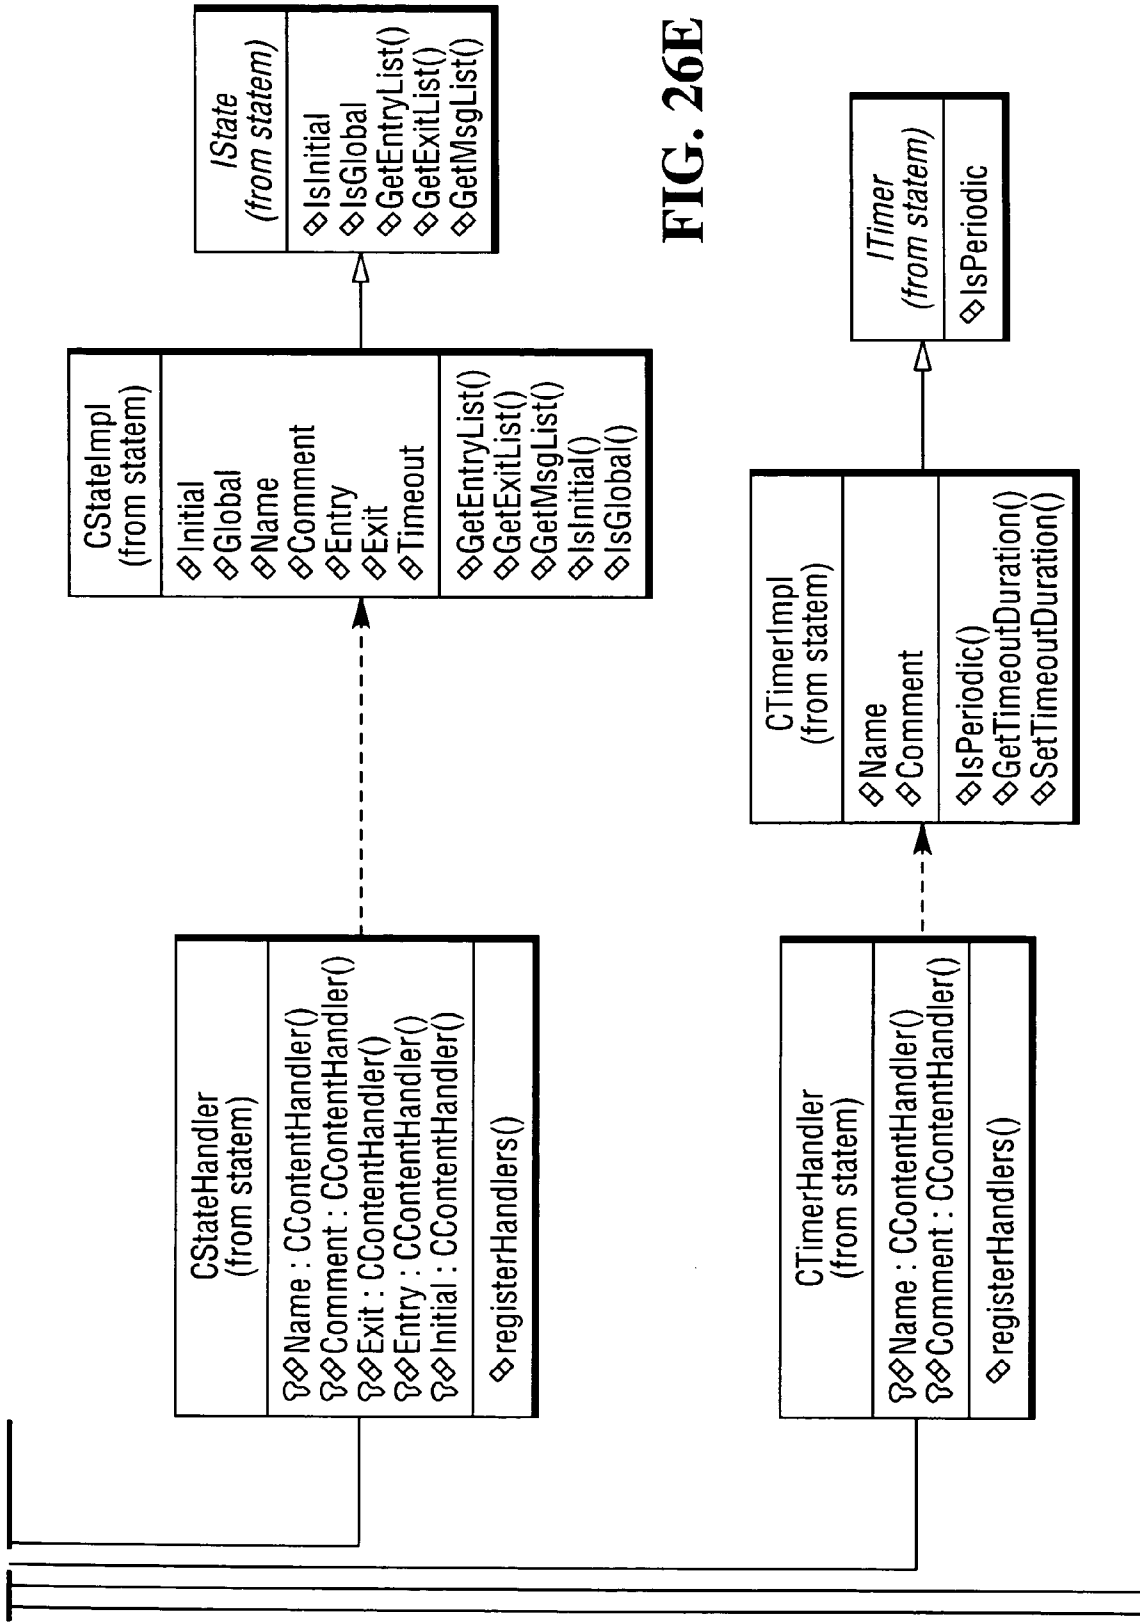 CStateHandler
(from statem)
Name : CContentHandler()
Comment : CContentHandler()
Exit : CContentHandler()
Entry : CContentHandler()
Initial : CContentHandler()
registerHandlers()
CStateImpl
(from statem)
Initial
Global
Name
Comment
Entry
Exit
Timeout
GetEntryList()
GetExitList()
GetMsgList()
IsInitial()
IsGlobal()
IState
(from statem)
IsInitial
IsGlobal
GetEntryList()
GetExitList()
GetMsgList()
CTimerHandler
(from statem)
Name : CContentHandler()
Comment : CContentHandler()
registerHandlers()
CTimerImpl
(from statem)
Name
Comment
IsPeriodic()
GetTimeoutDuration()
SetTimeoutDuration()
ITimer
(from statem)
IsPeriodic
FIG. 26E